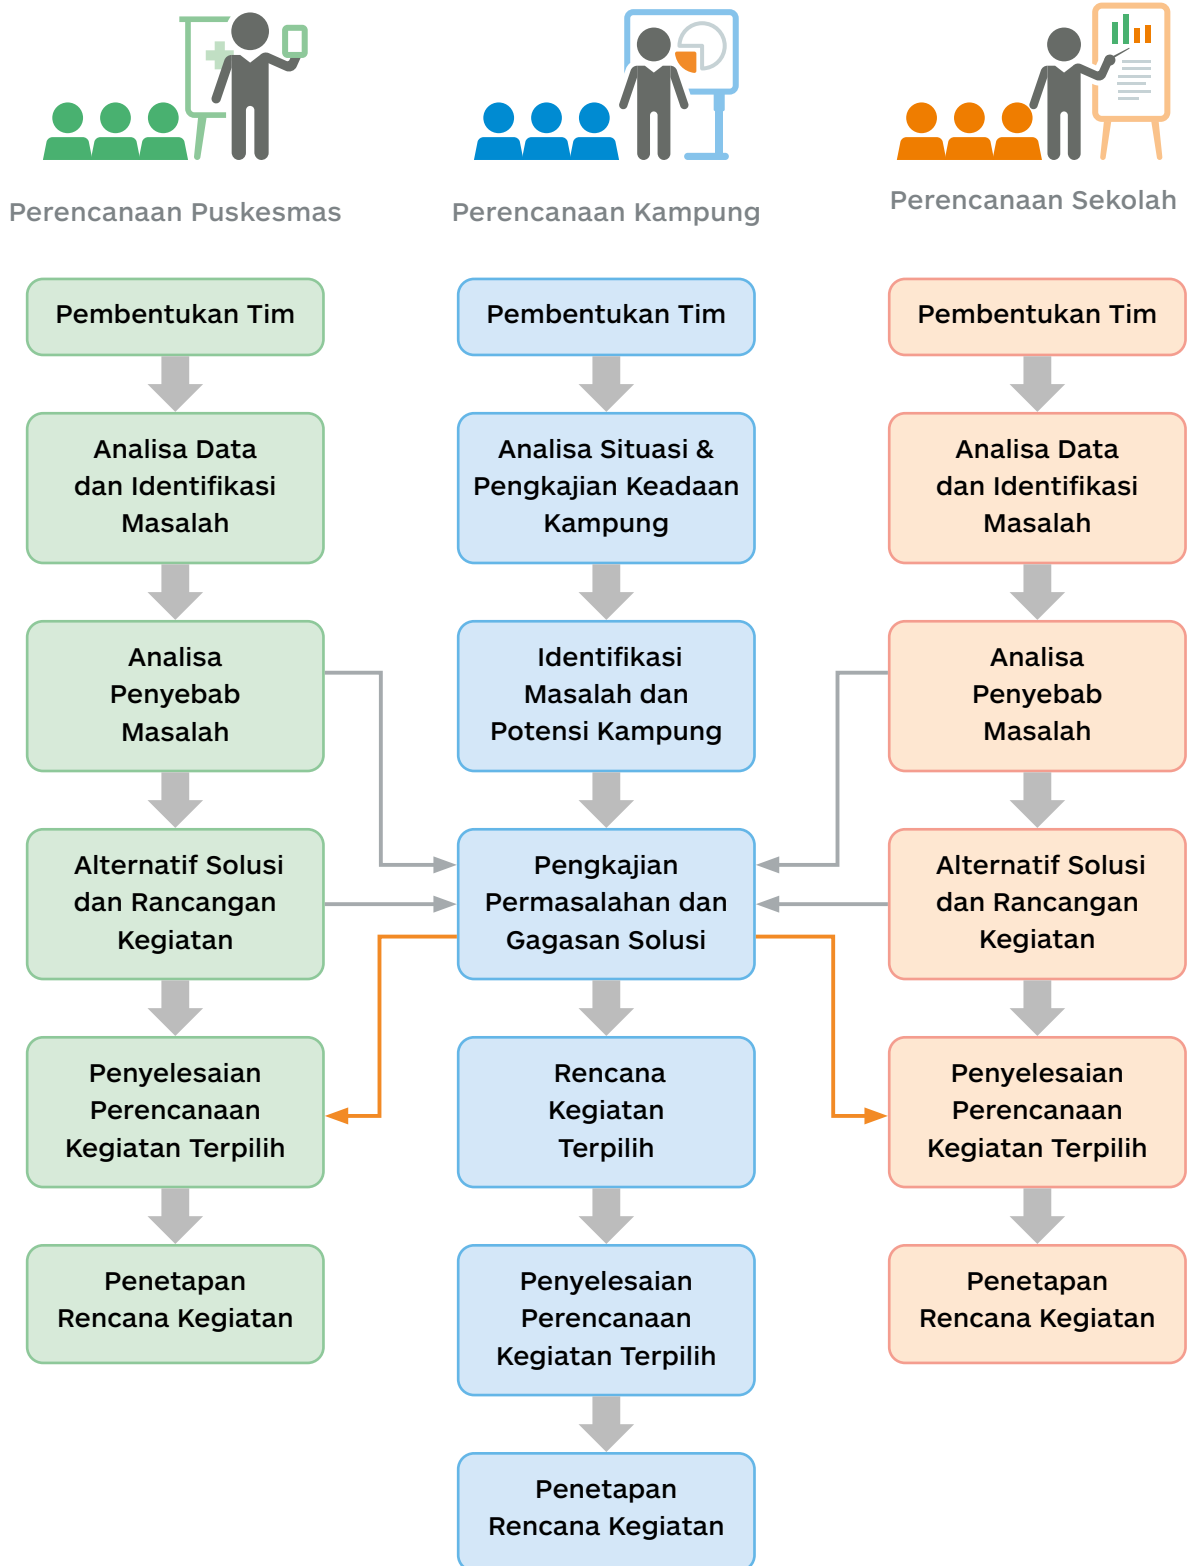 Perencanaan Puskesmas
Pembentukan Tim
Analisa Data
dan Identifikasi
Masalah
Analisa
Penyebab
Masalah
Alternatif Solusi
dan Rancangan
Kegiatan
Penyelesaian
Perencanaan
Kegiatan Terpilih
Penetapan
Rencana Kegiatan
Perencanaan Kampung
Pembentukan Tim
Analisa Situasi &
Pengkajian Keadaan
Kampung
Identifikasi
Masalah dan
Potensi Kampung
Pengkajian
Permasalahan dan
Gagasan Solusi
Rencana
Kegiatan
Terpilih
Penyelesaian
Perencanaan
Kegiatan Terpilih
Penetapan
Rencana Kegiatan
Perencanaan Sekolah
Pembentukan Tim
Analisa Data
dan Identifikasi
Masalah
Analisa
Penyebab
Masalah
Alternatif Solusi
dan Rancangan
Kegiatan
Penyelesaian
Perencanaan
Kegiatan Terpilih
Penetapan
Rencana Kegiatan